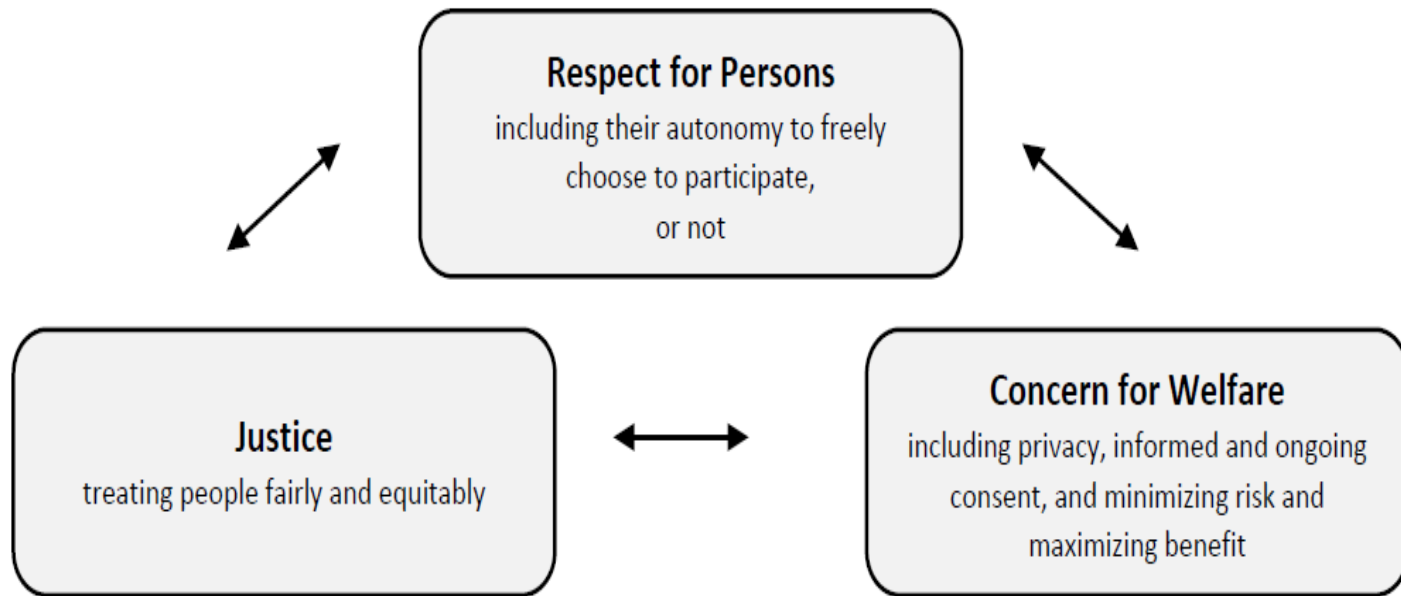 Respect for Persons
including their autonomy to freely
choose to participate,
or not
Justice
treating people fairly and equitably
Concern for Welfare
including privacy, informed and ongoing
consent, and minimizing risk and
maximizing benefit